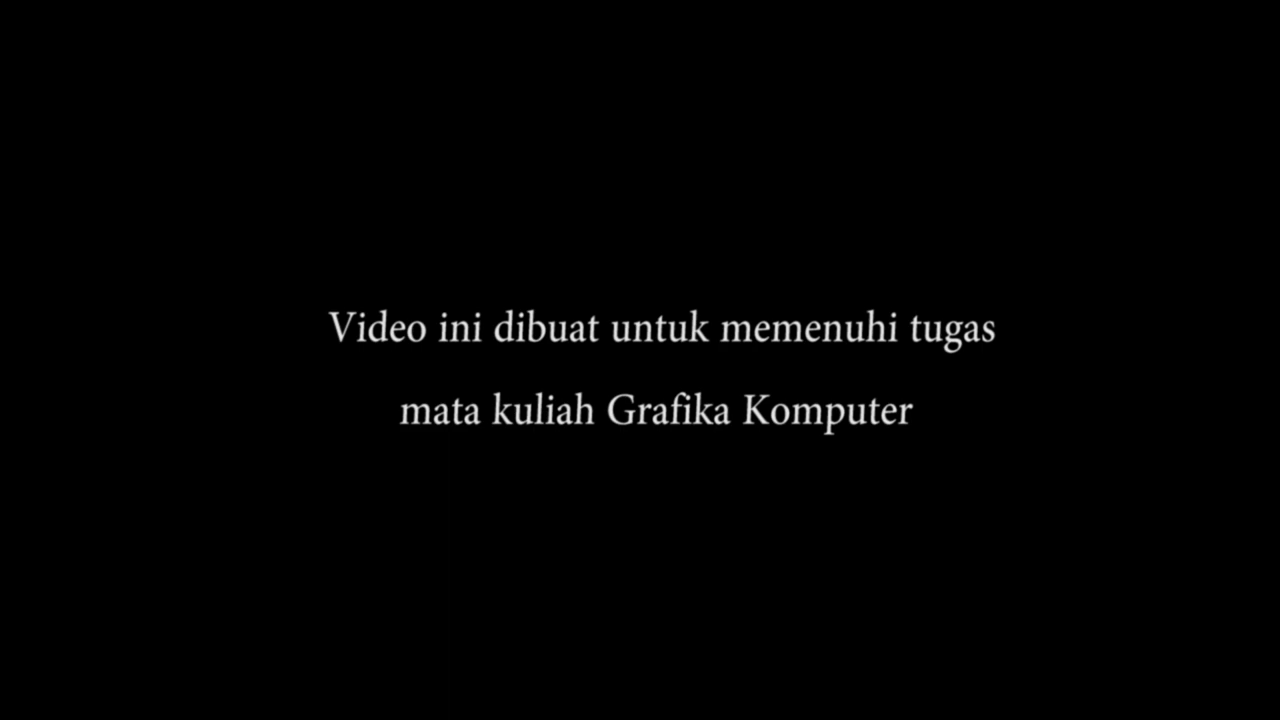 Video ini dibuat untuk memenuhi tugas
mata kuliah Grafika Komputer